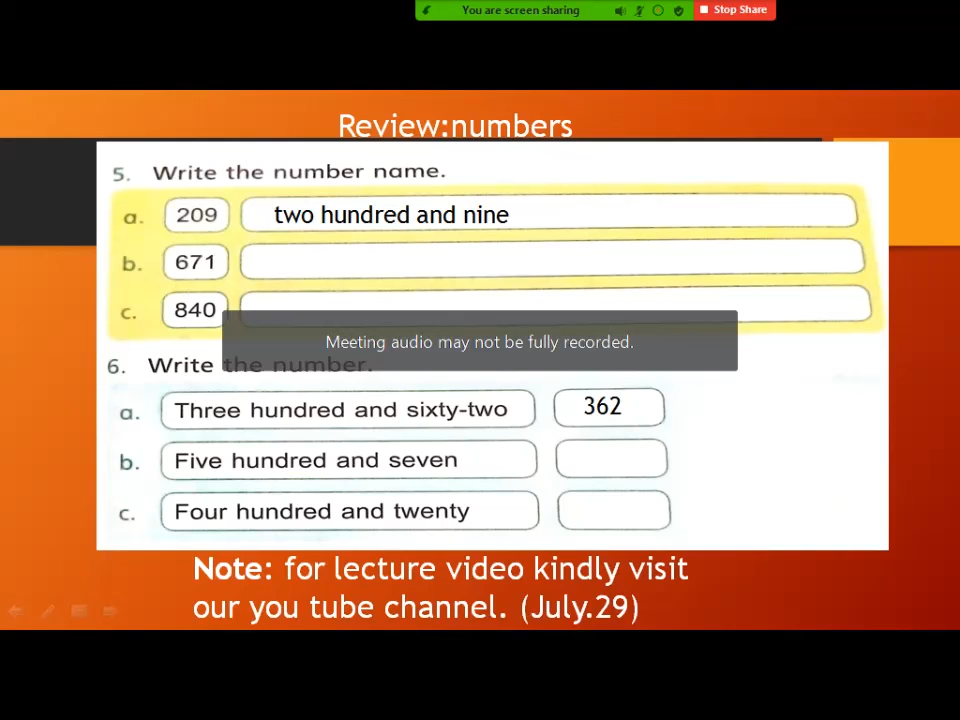 You are screen sharing Stop Share
Review:numbers
5. Write the number name.
a. 209 two hundred and nine
b. 671
c. 840
Meeting audio may not be fully recorded.
6. Write the number.
a. Three hundred and sixty-two 362
b. Five hundred and seven
c. Four hundred and twenty
Note: for lecture video kindly visit
our you tube channel. (July.29)